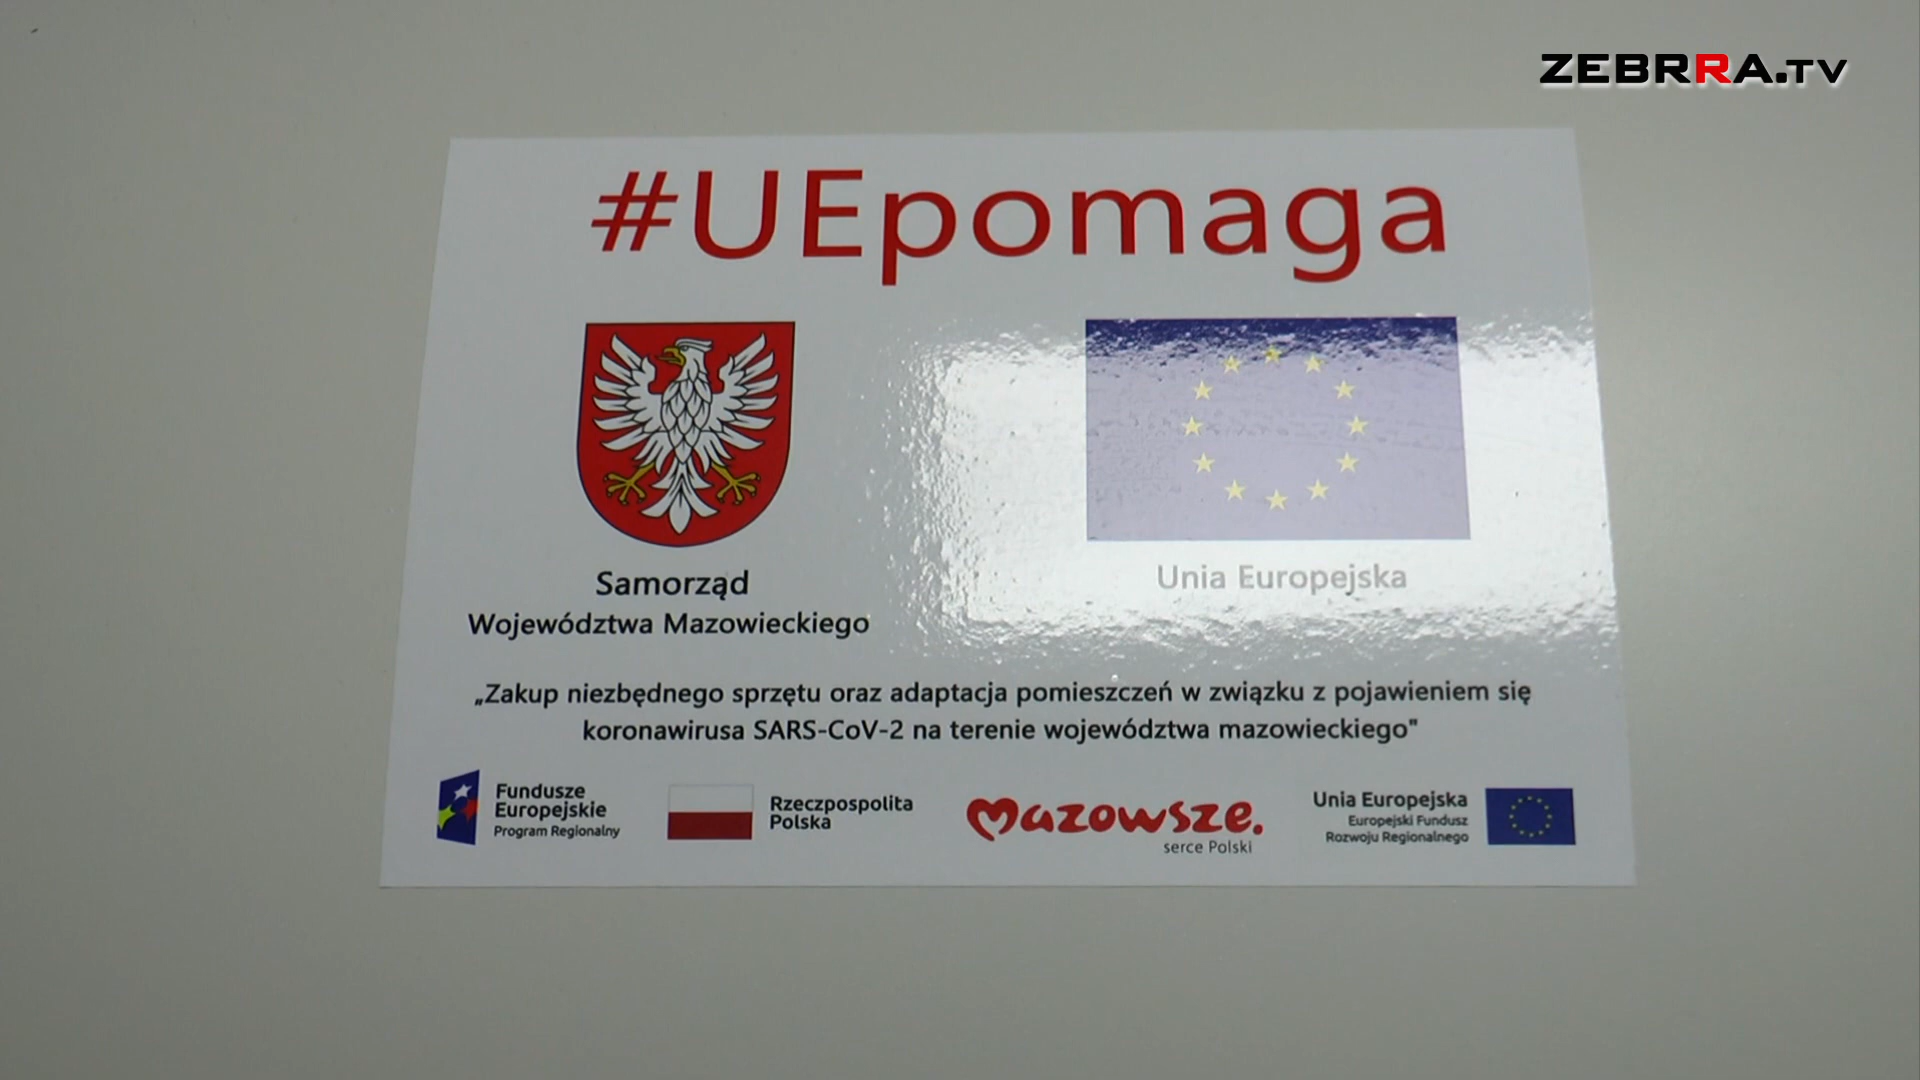 ZEBRRA.TV
#UEpomaga
Samorząd
Województwa Mazowieckiego
Unia Europejska
„Zakup niezbędnego sprzętu oraz adaptacja pomieszczeń w związku z pojawieniem się
koronawirusa SARS-CoV-2 na terenie województwa mazowieckiego"
Fundusze
Europejskie
Program Regionalny
Rzeczpospolita
Polska
mazowsze.
serce Polski
Unia Europejska
Europejski Fundusz
Rozwoju Regionalnego